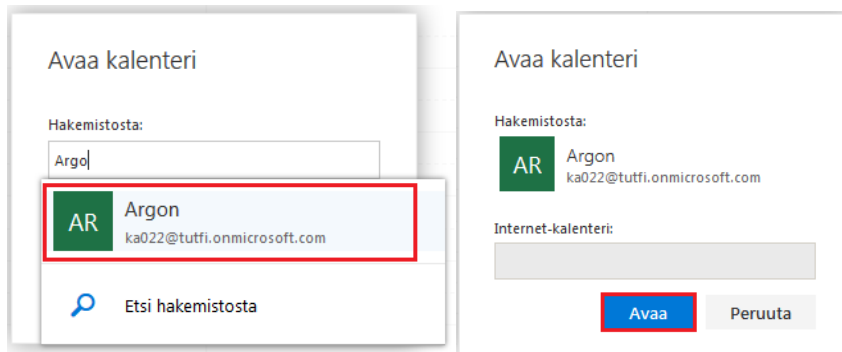 Avaa kalenteri
Hakemistosta:
Argo
AR
Argon
ka022@tutfi.onmicrosoft.com
Etsi hakemistosta
Avaa kalenteri
Hakemistosta:
AR
Argon
ka022@tutfi.onmicrosoft.com
Internet-kalenteri:
Avaa
Peruuta